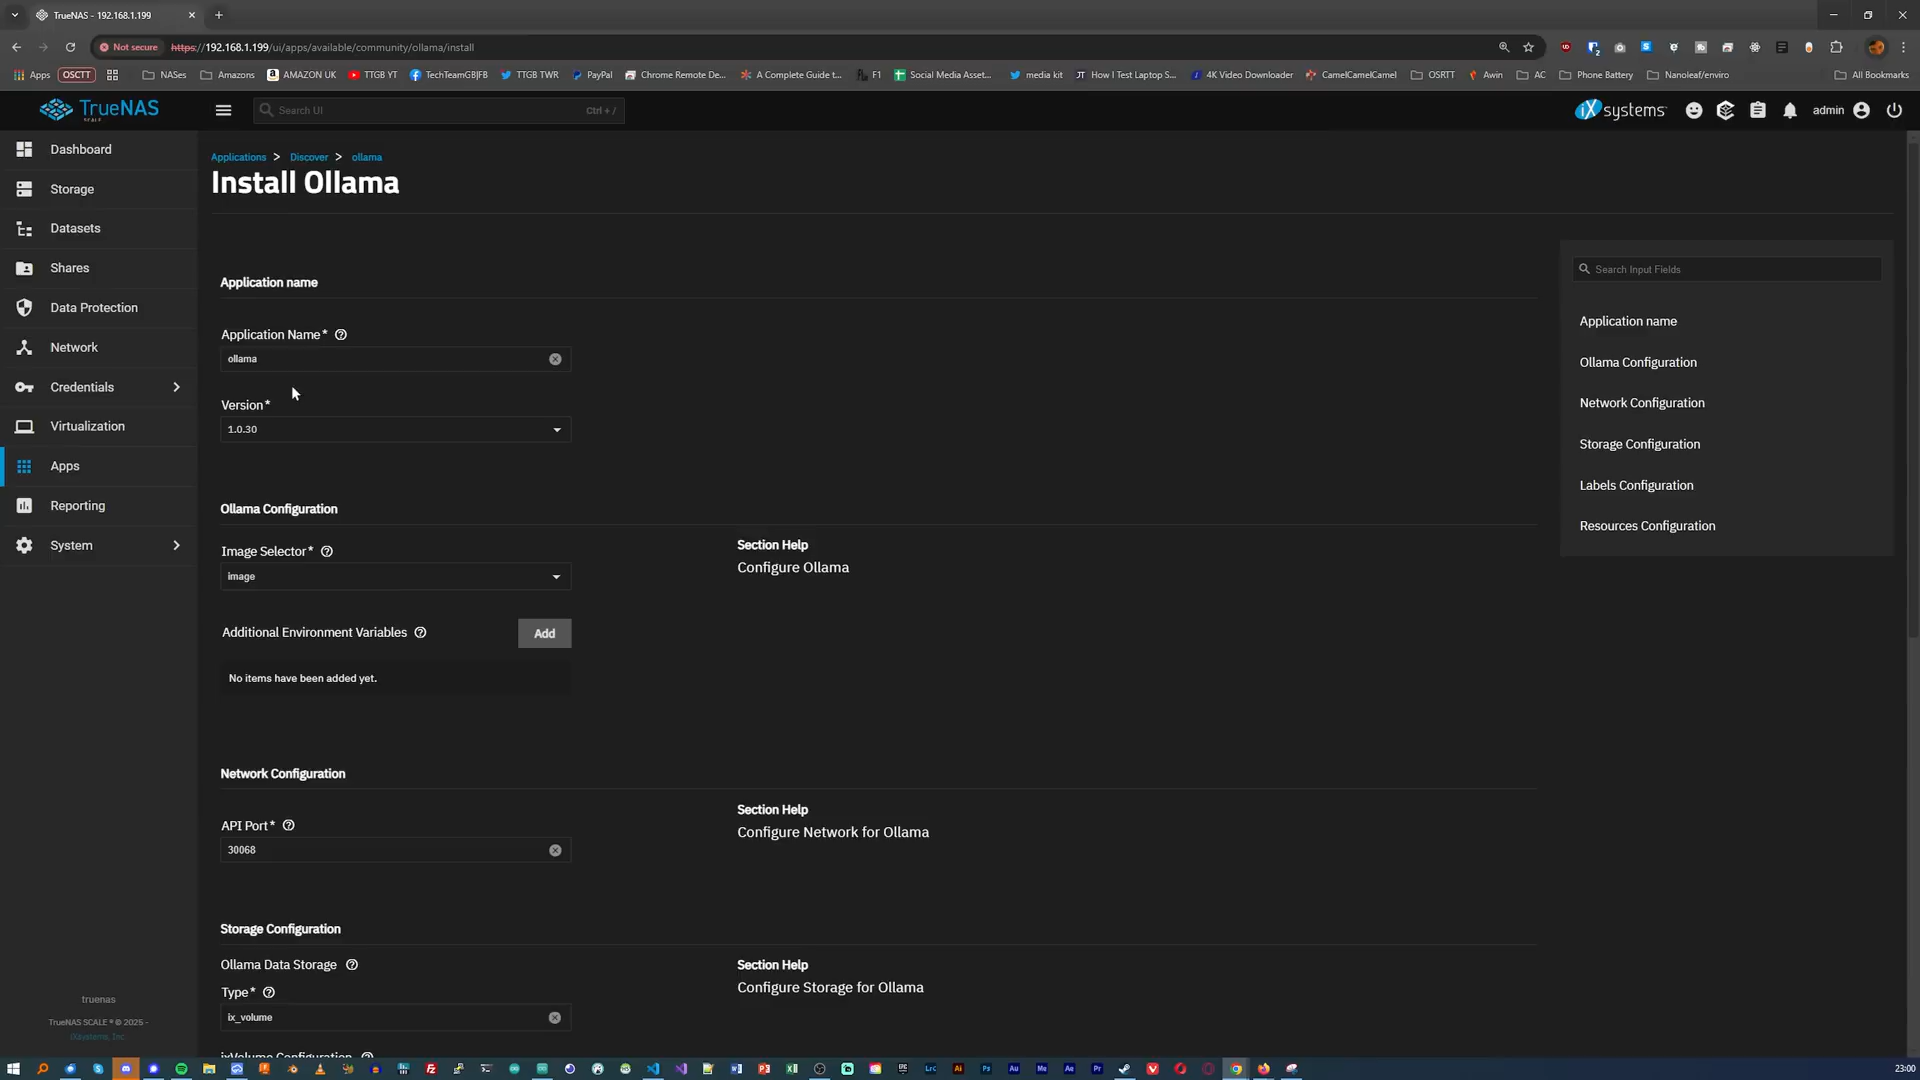 TrueNAS - 192.168.1.199
Not secure
https://192.168.1.199/ui/apps/available/community/ollama/install
Apps
OSCTT
NASes
Amazons
AMAZON UK
TTGB YT
TechTeamGBJFB
TTGB TWR
PayPal
Chrome Remote De...
A Complete Guide t...
F1
Social Media Asset...
media kit
How I Test Laptop S...
4K Video Downloader
CamelCamelCamel
OSRTT
Awin
AC
Phone Battery
Nanoleaf/enviro
All Bookmarks
TrueNAS
SCALE
Search UI
Ctrl + /
iXsystems
admin
Dashboard
Storage
Datasets
Shares
Data Protection
Network
Credentials
Virtualization
Apps
Reporting
System
truenas
TrueNAS SCALE ® © 2025 -
iXsystems, Inc
Applications > Discover > ollama
Install Ollama
Application name
Application Name*
ollama
Version*
1.0.30
Ollama Configuration
Image Selector*
image
Additional Environment Variables
Add
No items have been added yet.
Section Help
Configure Ollama
Network Configuration
API Port*
30068
Section Help
Configure Network for Ollama
Storage Configuration
Ollama Data Storage
Type*
ix_volume
ixVolume Configuration
Section Help
Configure Storage for Ollama
Search Input Fields
Application name
Ollama Configuration
Network Configuration
Storage Configuration
Labels Configuration
Resources Configuration
23:00